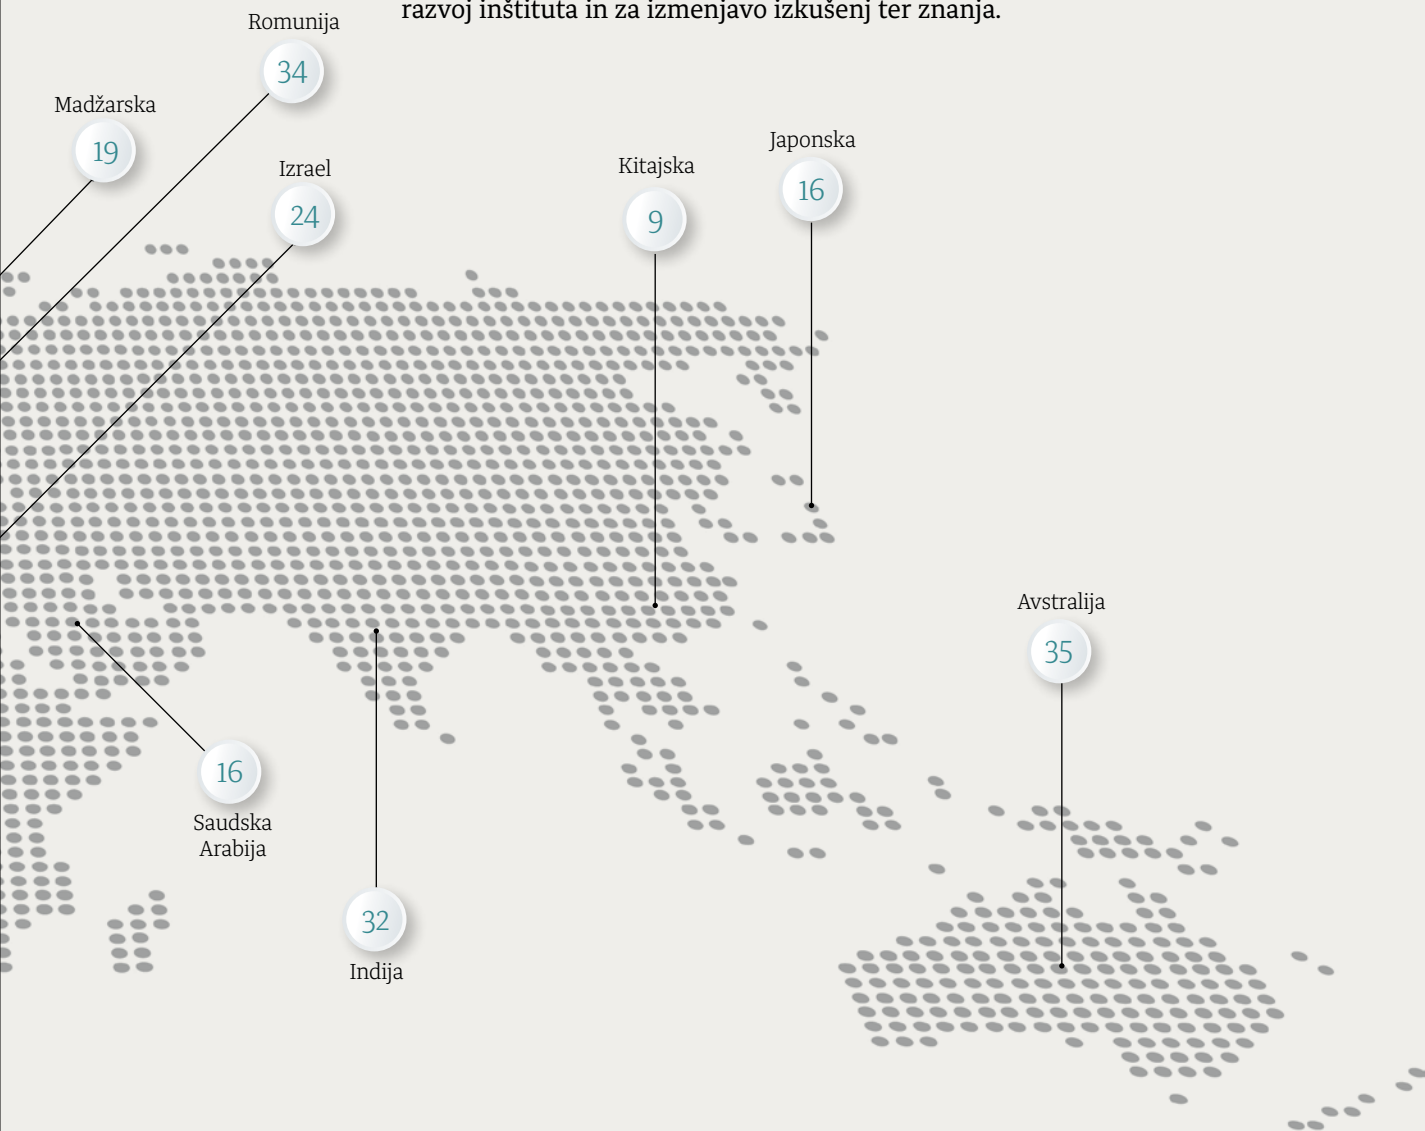 razvoj inštituta in za izmenjavo izkušenj ter znanja.
Romunija
34
Madžarska
19
Izrael
24
Kitajska
9
Japonska
16
Avstralija
35
16
Saudska
Arabija
32
Indija